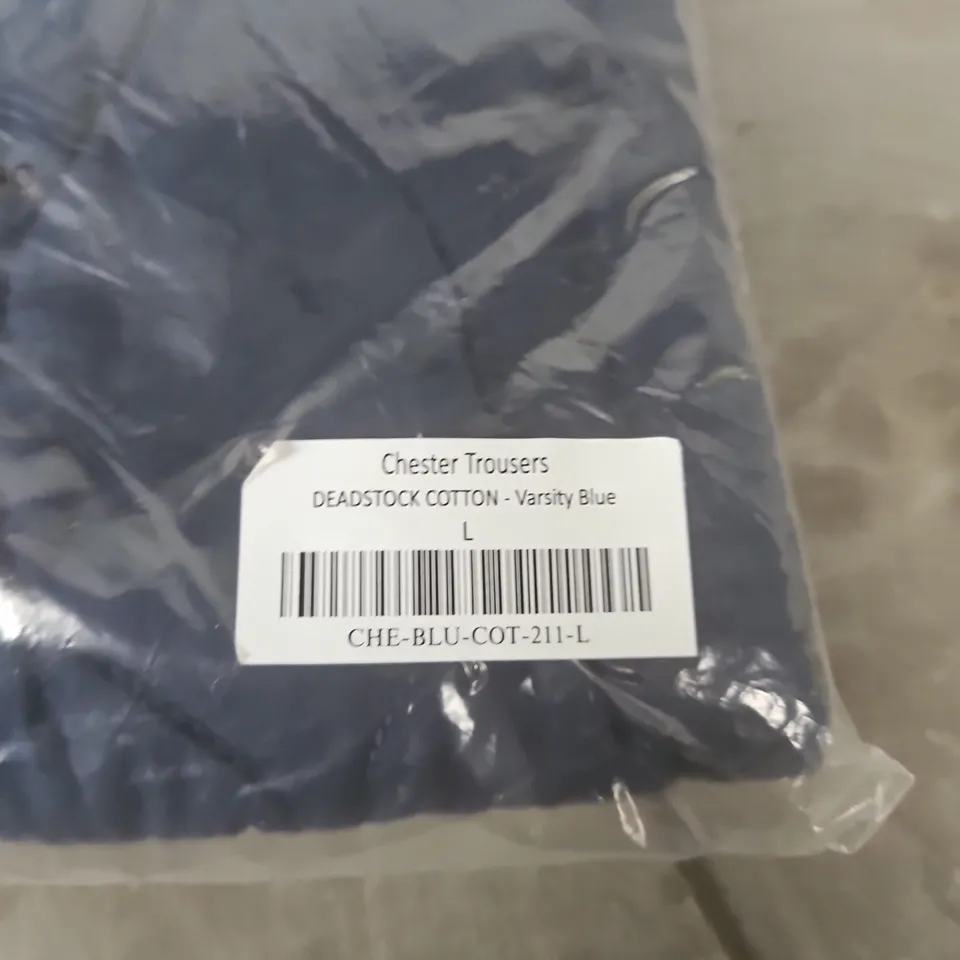 Chester Trousers
DEADSTOCK COTTON - Varsity Blue
L
CHE-BLU-COT-211-L